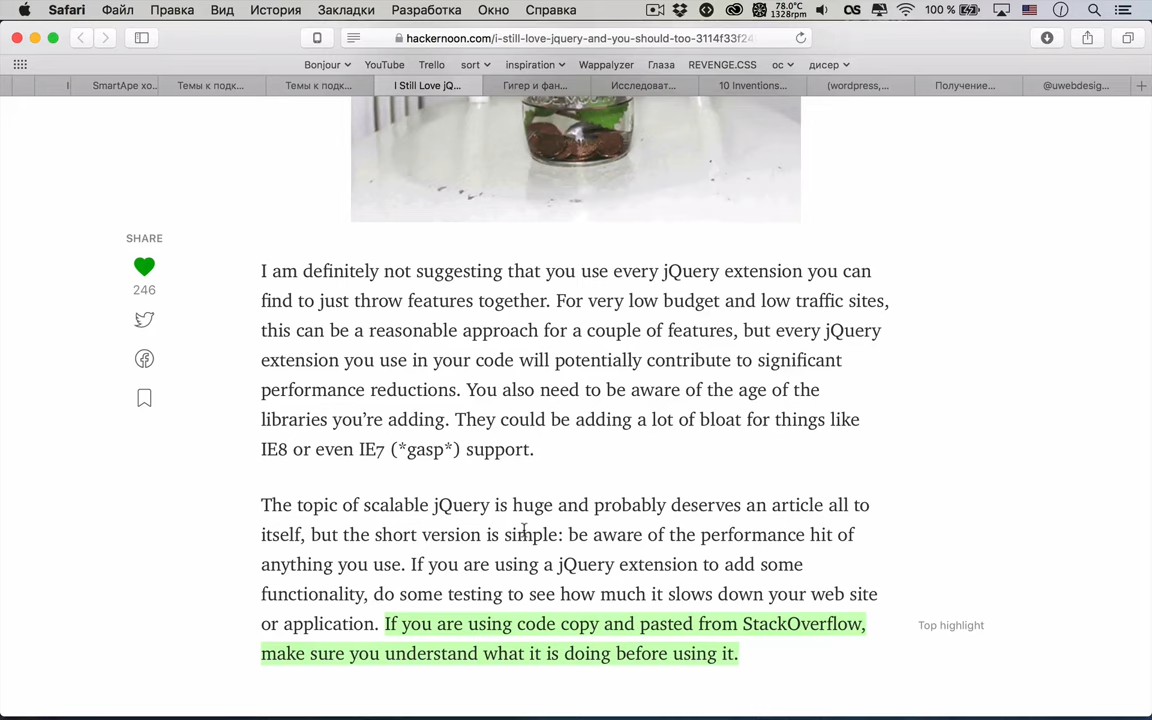 Safari Файл Правка Вид История Закладки Разработка Окно Справка 78.0°C 1328rpm 100 %
hackernoon.com/i-still-love-jquery-and-you-should-too-3114f33f24
Bonjour YouTube Trello sort inspiration Wappalyzer Глаза REVENGE.CSS ос дисер
SmartApe хо... Темы к подк... Темы к подк... I Still Love jQ... Гигер и фан... Исследоват... 10 Inventions... (wordpress,... Получение... @uwebdesig...
SHARE
246
I am definitely not suggesting that you use every jQuery extension you can
find to just throw features together. For very low budget and low traffic sites,
this can be a reasonable approach for a couple of features, but every jQuery
extension you use in your code will potentially contribute to significant
performance reductions. You also need to be aware of the age of the
libraries you're adding. They could be adding a lot of bloat for things like
IE8 or even IE7 (*gasp*) support.
The topic of scalable jQuery is huge and probably deserves an article all to
itself, but the short version is simple: be aware of the performance hit of
anything you use. If you are using a jQuery extension to add some
functionality, do some testing to see how much it slows down your web site
or application. If you are using code copy and pasted from StackOverflow,
make sure you understand what it is doing before using it.
Top highlight